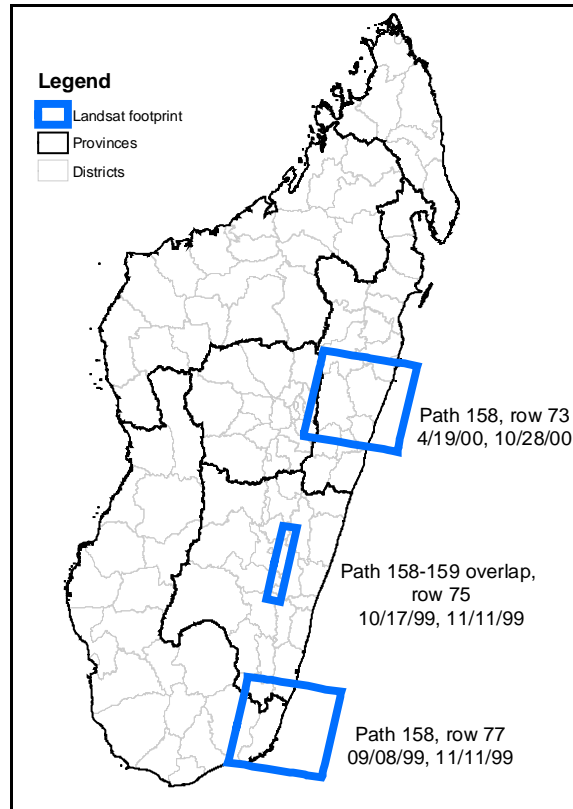 Legend
Landsat footprint
Provinces
Districts
Path 158, row 73
4/19/00, 10/28/00
Path 158-159 overlap,
row 75
10/17/99, 11/11/99
Path 158, row 77
09/08/99, 11/11/99